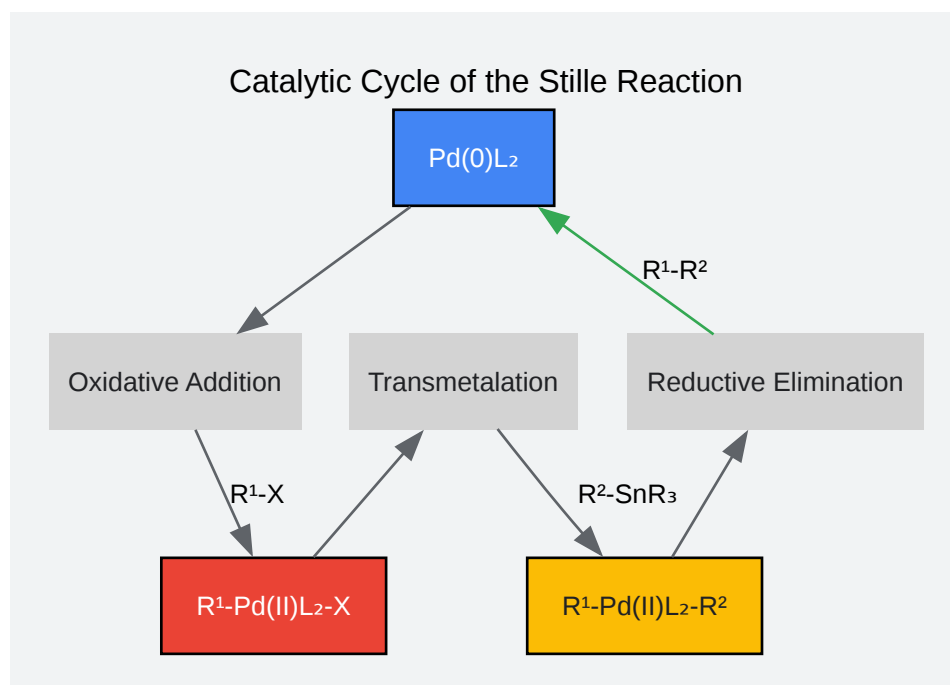 Catalytic Cycle of the Stille Reaction
Pd(0)L₂
R¹-R²
Oxidative Addition
Transmetalation
Reductive Elimination
R¹-X
R²-SnR₃
R¹-Pd(II)L₂-X
R¹-Pd(II)L₂-R²